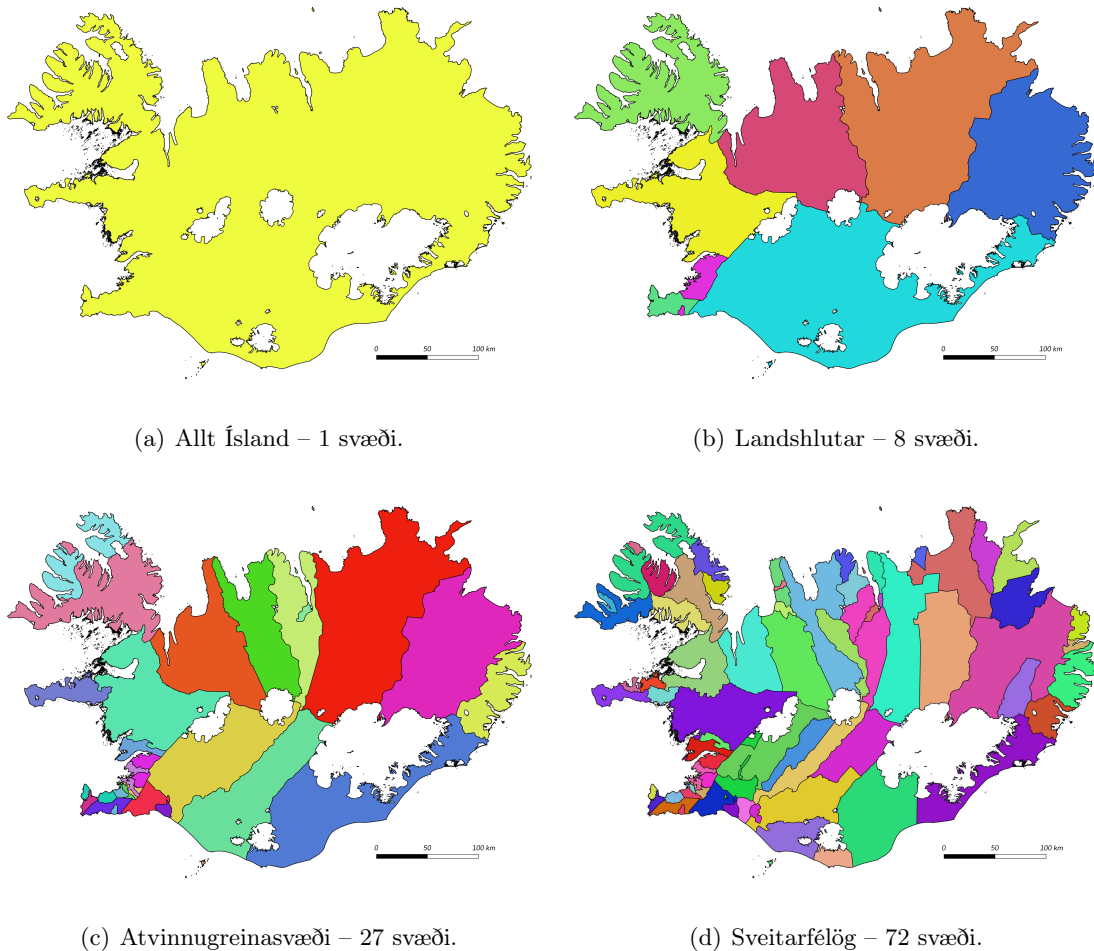 0 50 100 km
0 50 100 km
(a) Allt Ísland – 1 svæði.
(b) Landshlutar – 8 svæði.
0 50 100 km
0 50 100 km
(c) Atvinnugreinasvæði – 27 svæði.
(d) Sveitarfélög – 72 svæði.